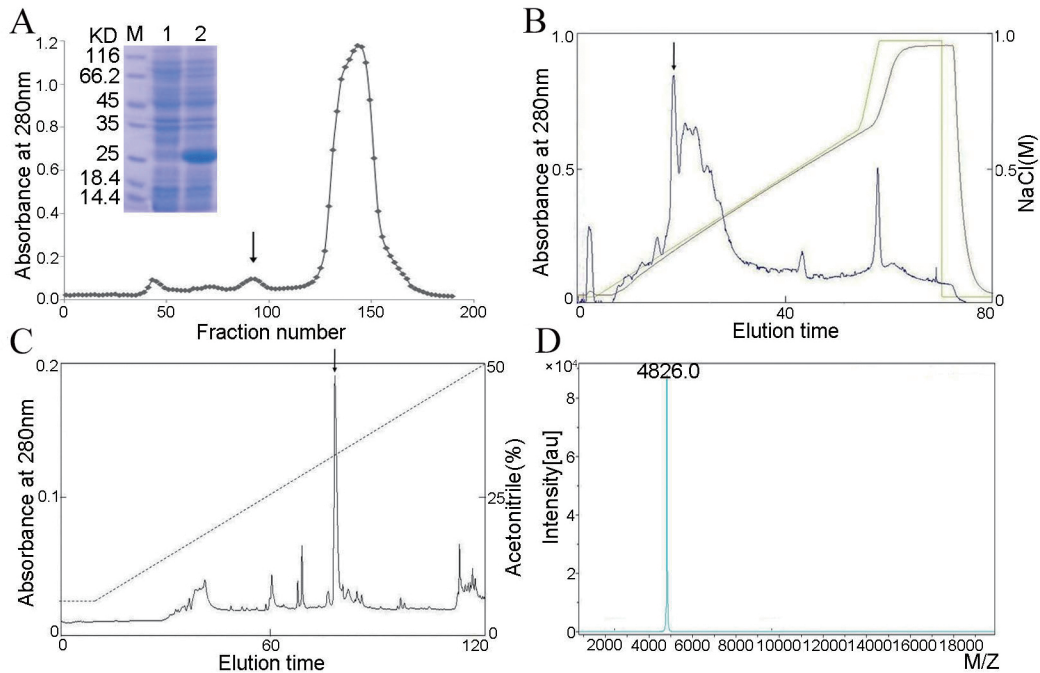 A
KD M 1 2
116
66.2
45
35
25
18.4
14.4
Absorbance at 280nm
1.2
1.0
0.8
0.6
0.4
0.2
0.0
0 50 100 150 200
Fraction number
B
Absorbance at 280nm
1.0
0.5
0
NaCl(M)
1.0
0.5
0
0 40 80
Elution time
C
Absorbance at 280nm
0.2
0.1
0
Acetonitrile(%)
50
25
0
0 60 120
Elution time
D
×10⁴
4826.0
Intensity[au]
8
6
4
2
0
2000 4000 6000 8000 10000 12000 14000 16000 18000
M/Z